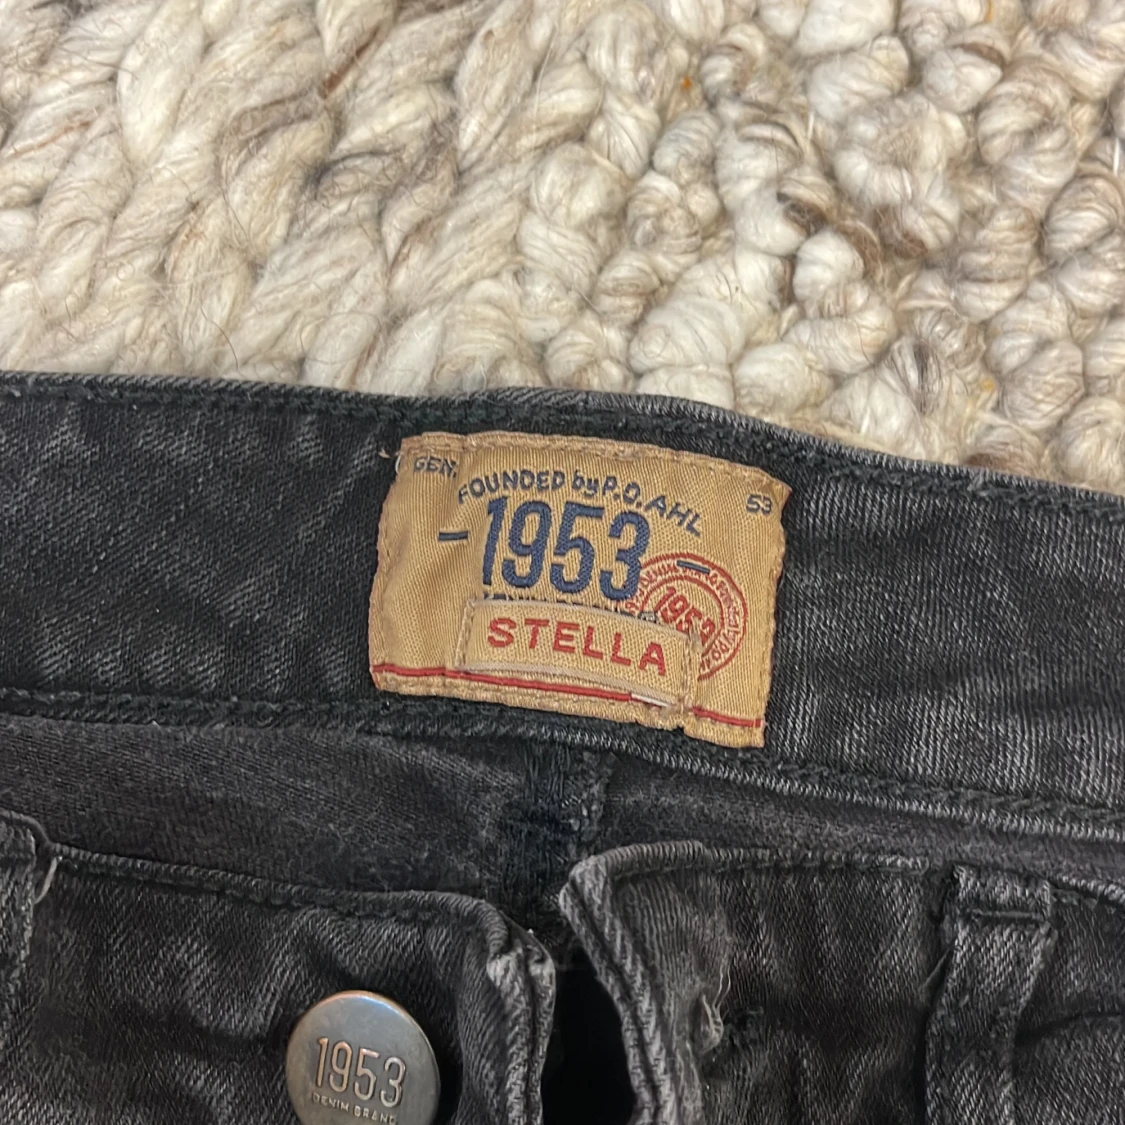 GEN.
53
FOUNDED by P.O.AHL
-1953-
1953
STELLA
1953
DENIM BRAND